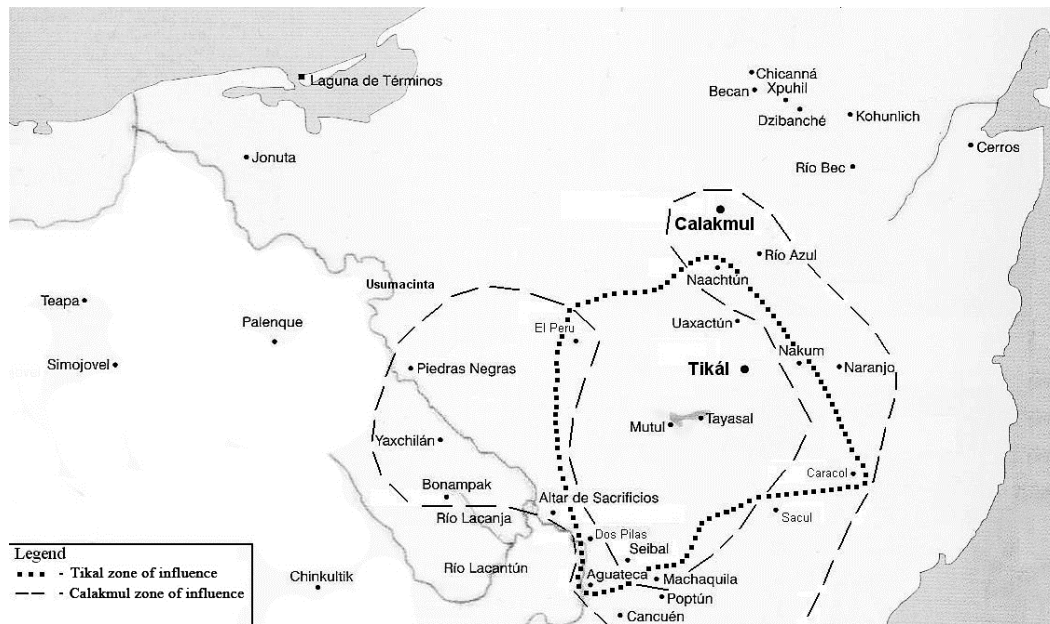 Chicanná
Xpuhil
Laguna de Términos
Becan
Dzibanché
Kohunlich
Cerros
Jonuta
Río Bec
Calakmul
Río Azul
Naachtún
Usumacinta
Teapa
Palenque
El Peru
Uaxactún
Simojovel
Piedras Negras
Tikál
Nakum
Naranjo
Mutul
Tayasal
Yaxchilán
Caracol
Bonampak
Altar de Sacrificios
Río Lacanja
Sacul
Dos Pilas
Seibal
Río Lacantún
Aguateca
Machaquila
Chinkultik
Poptún
Cancuén
Legend
- Tikal zone of influence
- Calakmul zone of influence